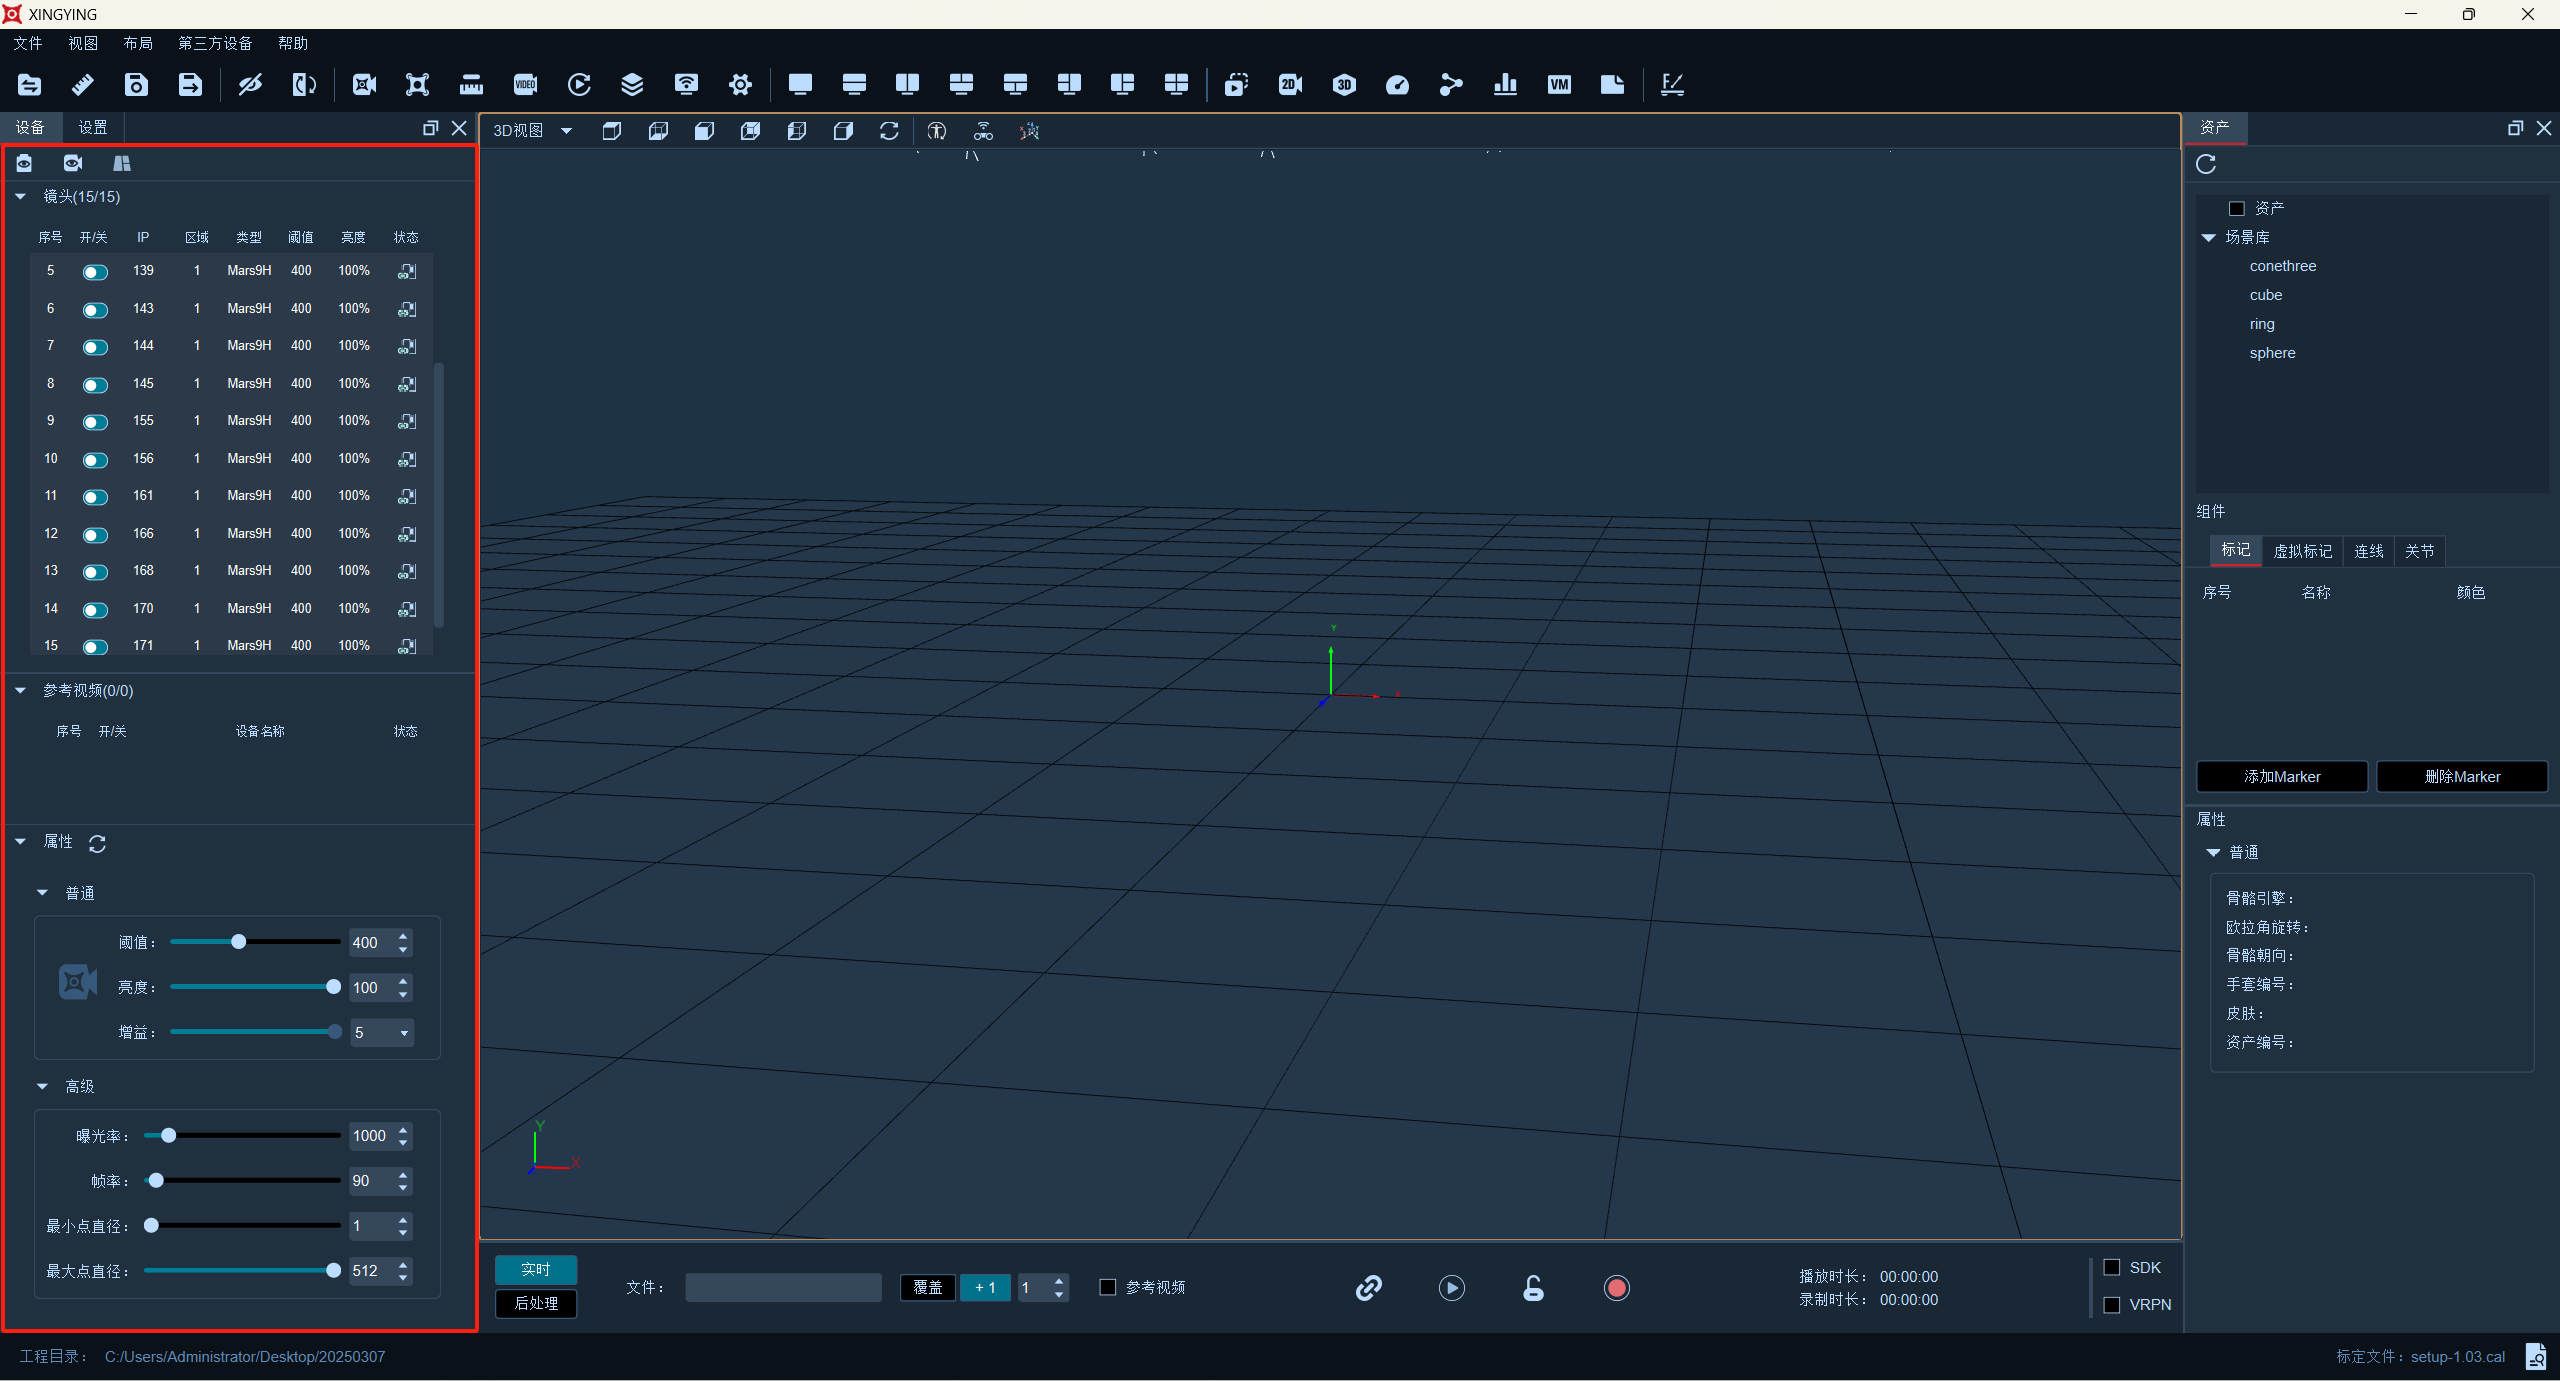 XINGYING
文件 视图 布局 第三方设备 帮助
VIDEO 2D 3D VM
设备 设置
3D视图
资产
镜头(15/15)
序号 开/关 IP 区域 类型 阈值 亮度 状态
5 139 1 Mars9H 400 100%
6 143 1 Mars9H 400 100%
7 144 1 Mars9H 400 100%
8 145 1 Mars9H 400 100%
9 155 1 Mars9H 400 100%
10 156 1 Mars9H 400 100%
11 161 1 Mars9H 400 100%
12 166 1 Mars9H 400 100%
13 168 1 Mars9H 400 100%
14 170 1 Mars9H 400 100%
15 171 1 Mars9H 400 100%
参考视频(0/0)
序号 开/关 设备名称 状态
属性
普通
阈值： 400
亮度： 100
增益： 5
高级
曝光率： 1000
帧率： 90
最小点直径： 1
最大点直径： 512
Y
X
Y
X
实时
后处理
文件：
覆盖 +1 1
参考视频
播放时长： 00:00:00
录制时长： 00:00:00
SDK
VRPN
资产
场景库
conethree
cube
ring
sphere
组件
标记 虚拟标记 连线 关节
序号 名称 颜色
添加Marker 删除Marker
属性
普通
骨骼引擎：
欧拉角旋转：
骨骼朝向：
手套编号：
皮肤：
资产编号：
工程目录： C:/Users/Administrator/Desktop/20250307
标定文件：setup-1.03.cal